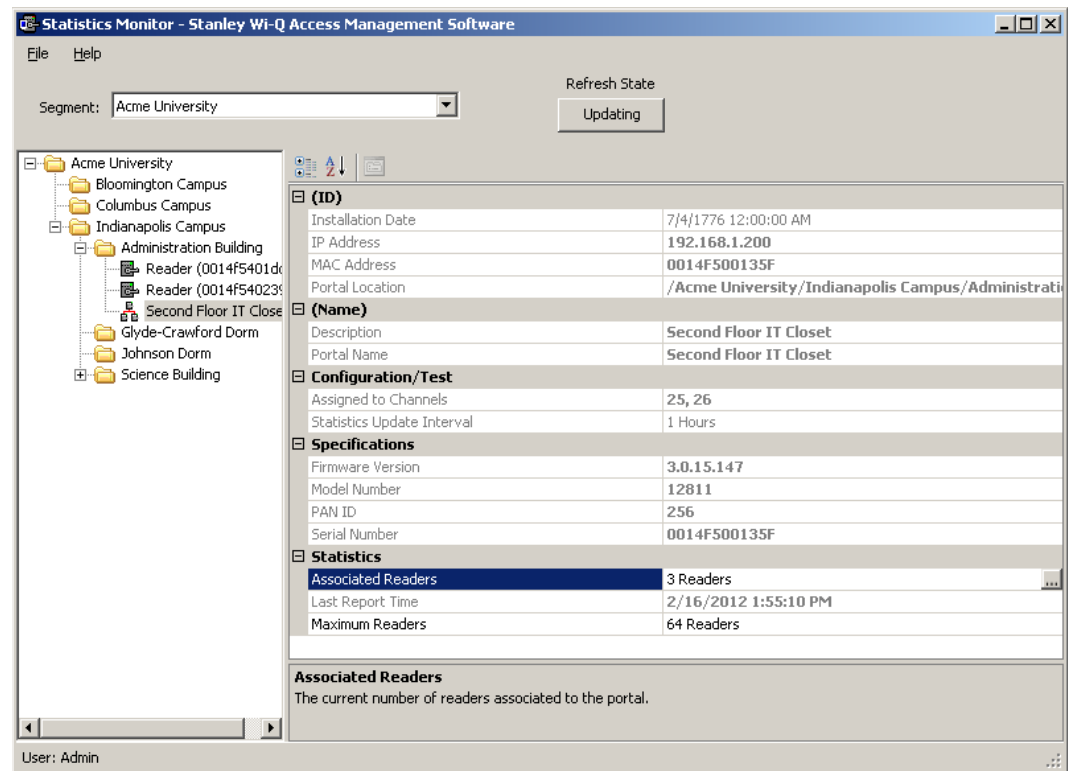 Statistics Monitor - Stanley Wi-Q Access Management Software
File Help
Refresh State
Segment: Acme University
Updating
Acme University
Bloomington Campus
Columbus Campus
Indianapolis Campus
Administration Building
Reader (0014f5401d
Reader (0014f54023
Second Floor IT Close
Glyde-Crawford Dorm
Johnson Dorm
Science Building
(ID)
Installation Date 7/4/1776 12:00:00 AM
IP Address 192.168.1.200
MAC Address 0014F500135F
Portal Location /Acme University/Indianapolis Campus/Administrati
(Name)
Description Second Floor IT Closet
Portal Name Second Floor IT Closet
Configuration/Test
Assigned to Channels 25, 26
Statistics Update Interval 1 Hours
Specifications
Firmware Version 3.0.15.147
Model Number 12811
PAN ID 256
Serial Number 0014F500135F
Statistics
Associated Readers 3 Readers ...
Last Report Time 2/16/2012 1:55:10 PM
Maximum Readers 64 Readers
Associated Readers
The current number of readers associated to the portal.
User: Admin